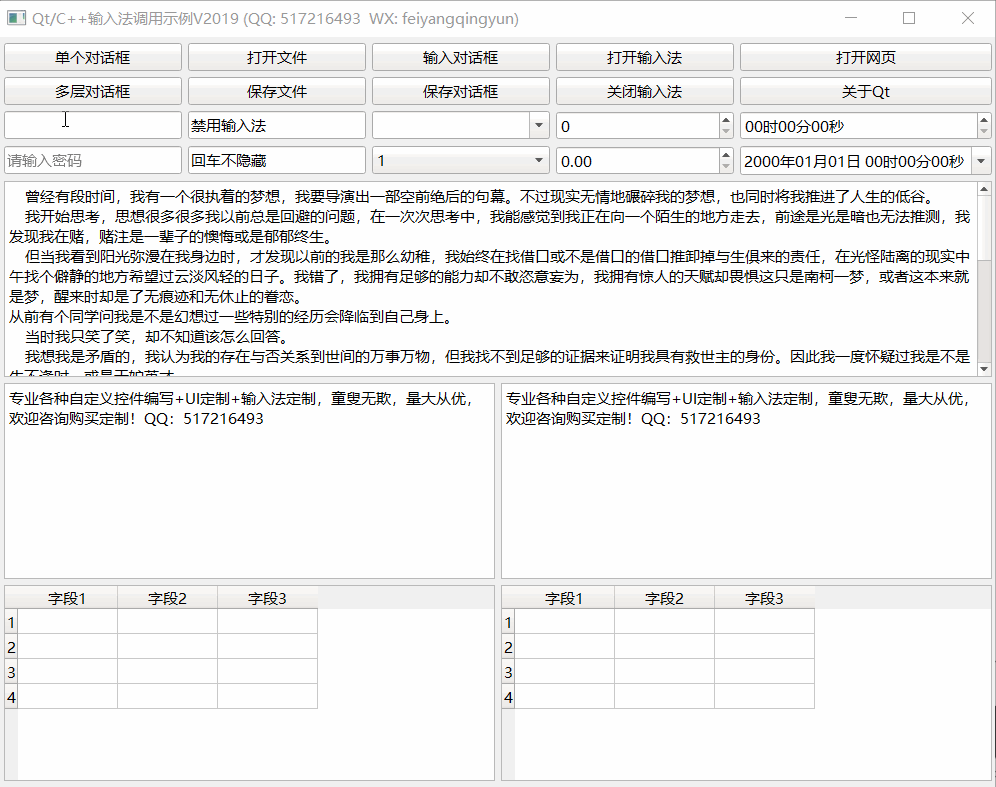 Qt/C++输入法调用示例V2019 (QQ: 517216493  WX: feiyangqingyun)
单个对话框 打开文件 输入对话框 打开输入法 打开网页
多层对话框 保存文件 保存对话框 关闭输入法 关于Qt
禁用输入法 0 00时00分00秒
请输入密码 回车不隐藏 1 0.00 2000年01月01日 00时00分00秒
曾经有段时间，我有一个很执着的梦想，我要导演出一部空前绝后的句幕。不过现实无情地碾碎我的梦想，也同时将我推进了人生的低谷。
我开始思考，思想很多很多我以前总是回避的问题，在一次次思考中，我能感觉到我正在向一个陌生的地方走去，前途是光是暗也无法推测，我
发现我在赌，赌注是一辈子的懊悔或是郁郁终生。
但当我看到阳光弥漫在我身边时，才发现以前的我是那么幼稚，我始终在找借口或不是借口的借口推卸掉与生俱来的责任，在光怪陆离的现实中
午找个僻静的地方希望过云淡风轻的日子。我错了，我拥有足够的能力却不敢恣意妄为，我拥有惊人的天赋却畏惧这只是南柯一梦，或者这本来就
是梦，醒来时却是了无痕迹和无休止的眷恋。
从前有个同学问我是不是幻想过一些特别的经历会降临到自己身上。
当时我只笑了笑，却不知道该怎么回答。
我想我是矛盾的，我认为我的存在与否关系到世间的万事万物，但我找不到足够的证据来证明我具有救世主的身份。因此我一度怀疑过我是不是
专业各种自定义控件编写+UI定制+输入法定制，童叟无欺，量大从优，
欢迎咨询购买定制！QQ：517216493
专业各种自定义控件编写+UI定制+输入法定制，童叟无欺，量大从优，
欢迎咨询购买定制！QQ：517216493
字段1 字段2 字段3
1
2
3
4
字段1 字段2 字段3
1
2
3
4